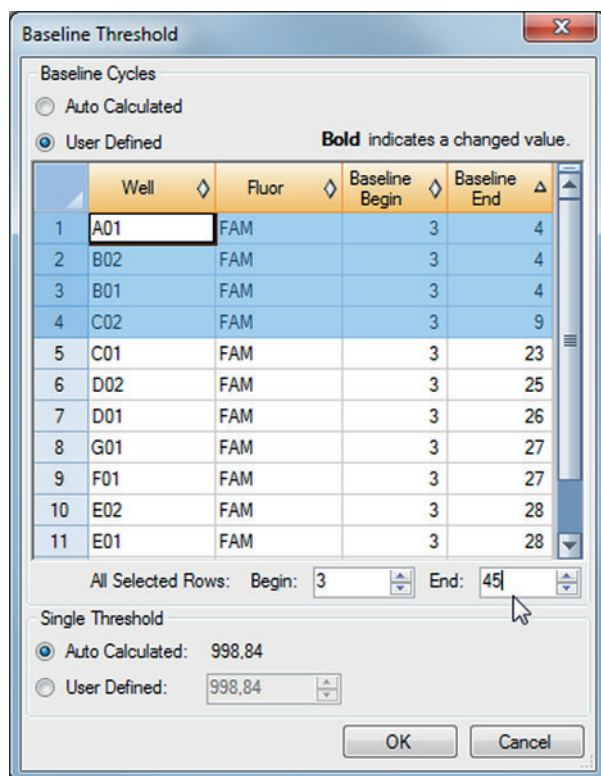 Baseline Threshold
Baseline Cycles
Auto Calculated
User Defined Bold indicates a changed value.
Well Fluor Baseline Begin Baseline End
1 A01 FAM 3 4
2 B02 FAM 3 4
3 B01 FAM 3 4
4 C02 FAM 3 9
5 C01 FAM 3 23
6 D02 FAM 3 25
7 D01 FAM 3 26
8 G01 FAM 3 27
9 F01 FAM 3 27
10 E02 FAM 3 28
11 E01 FAM 3 28
All Selected Rows: Begin: 3 End: 45
Single Threshold
Auto Calculated: 998,84
User Defined: 998,84
OK Cancel